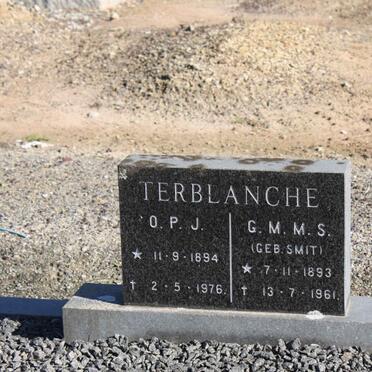 TERBLANCHE
O.P.J.
★ 11-9-1894
† 2-5-1976
G.M.M.S.
(GEB. SMIT)
★ 7-11-1893
† 13-7-1961